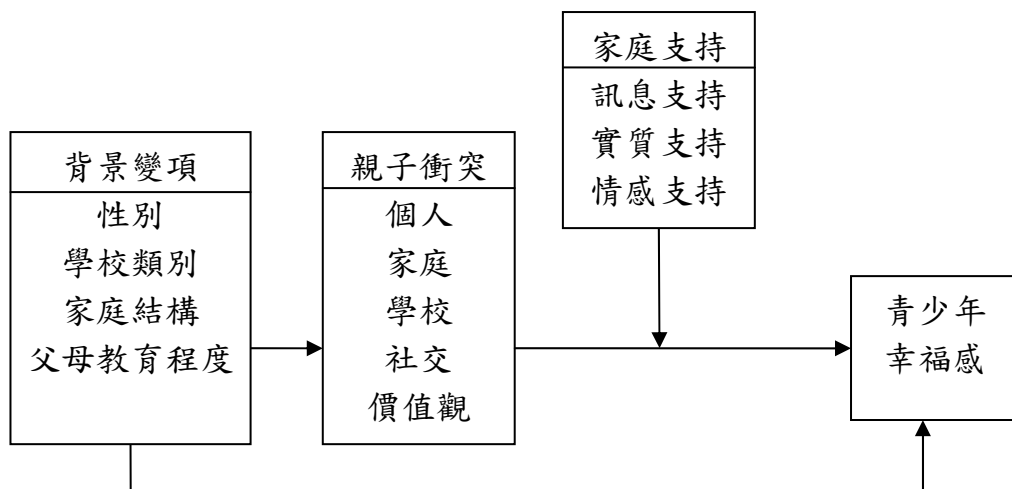 家庭支持
訊息支持
實質支持
情感支持
背景變項
性別
學校類別
家庭結構
父母教育程度
親子衝突
個人
家庭
學校
社交
價值觀
青少年
幸福感